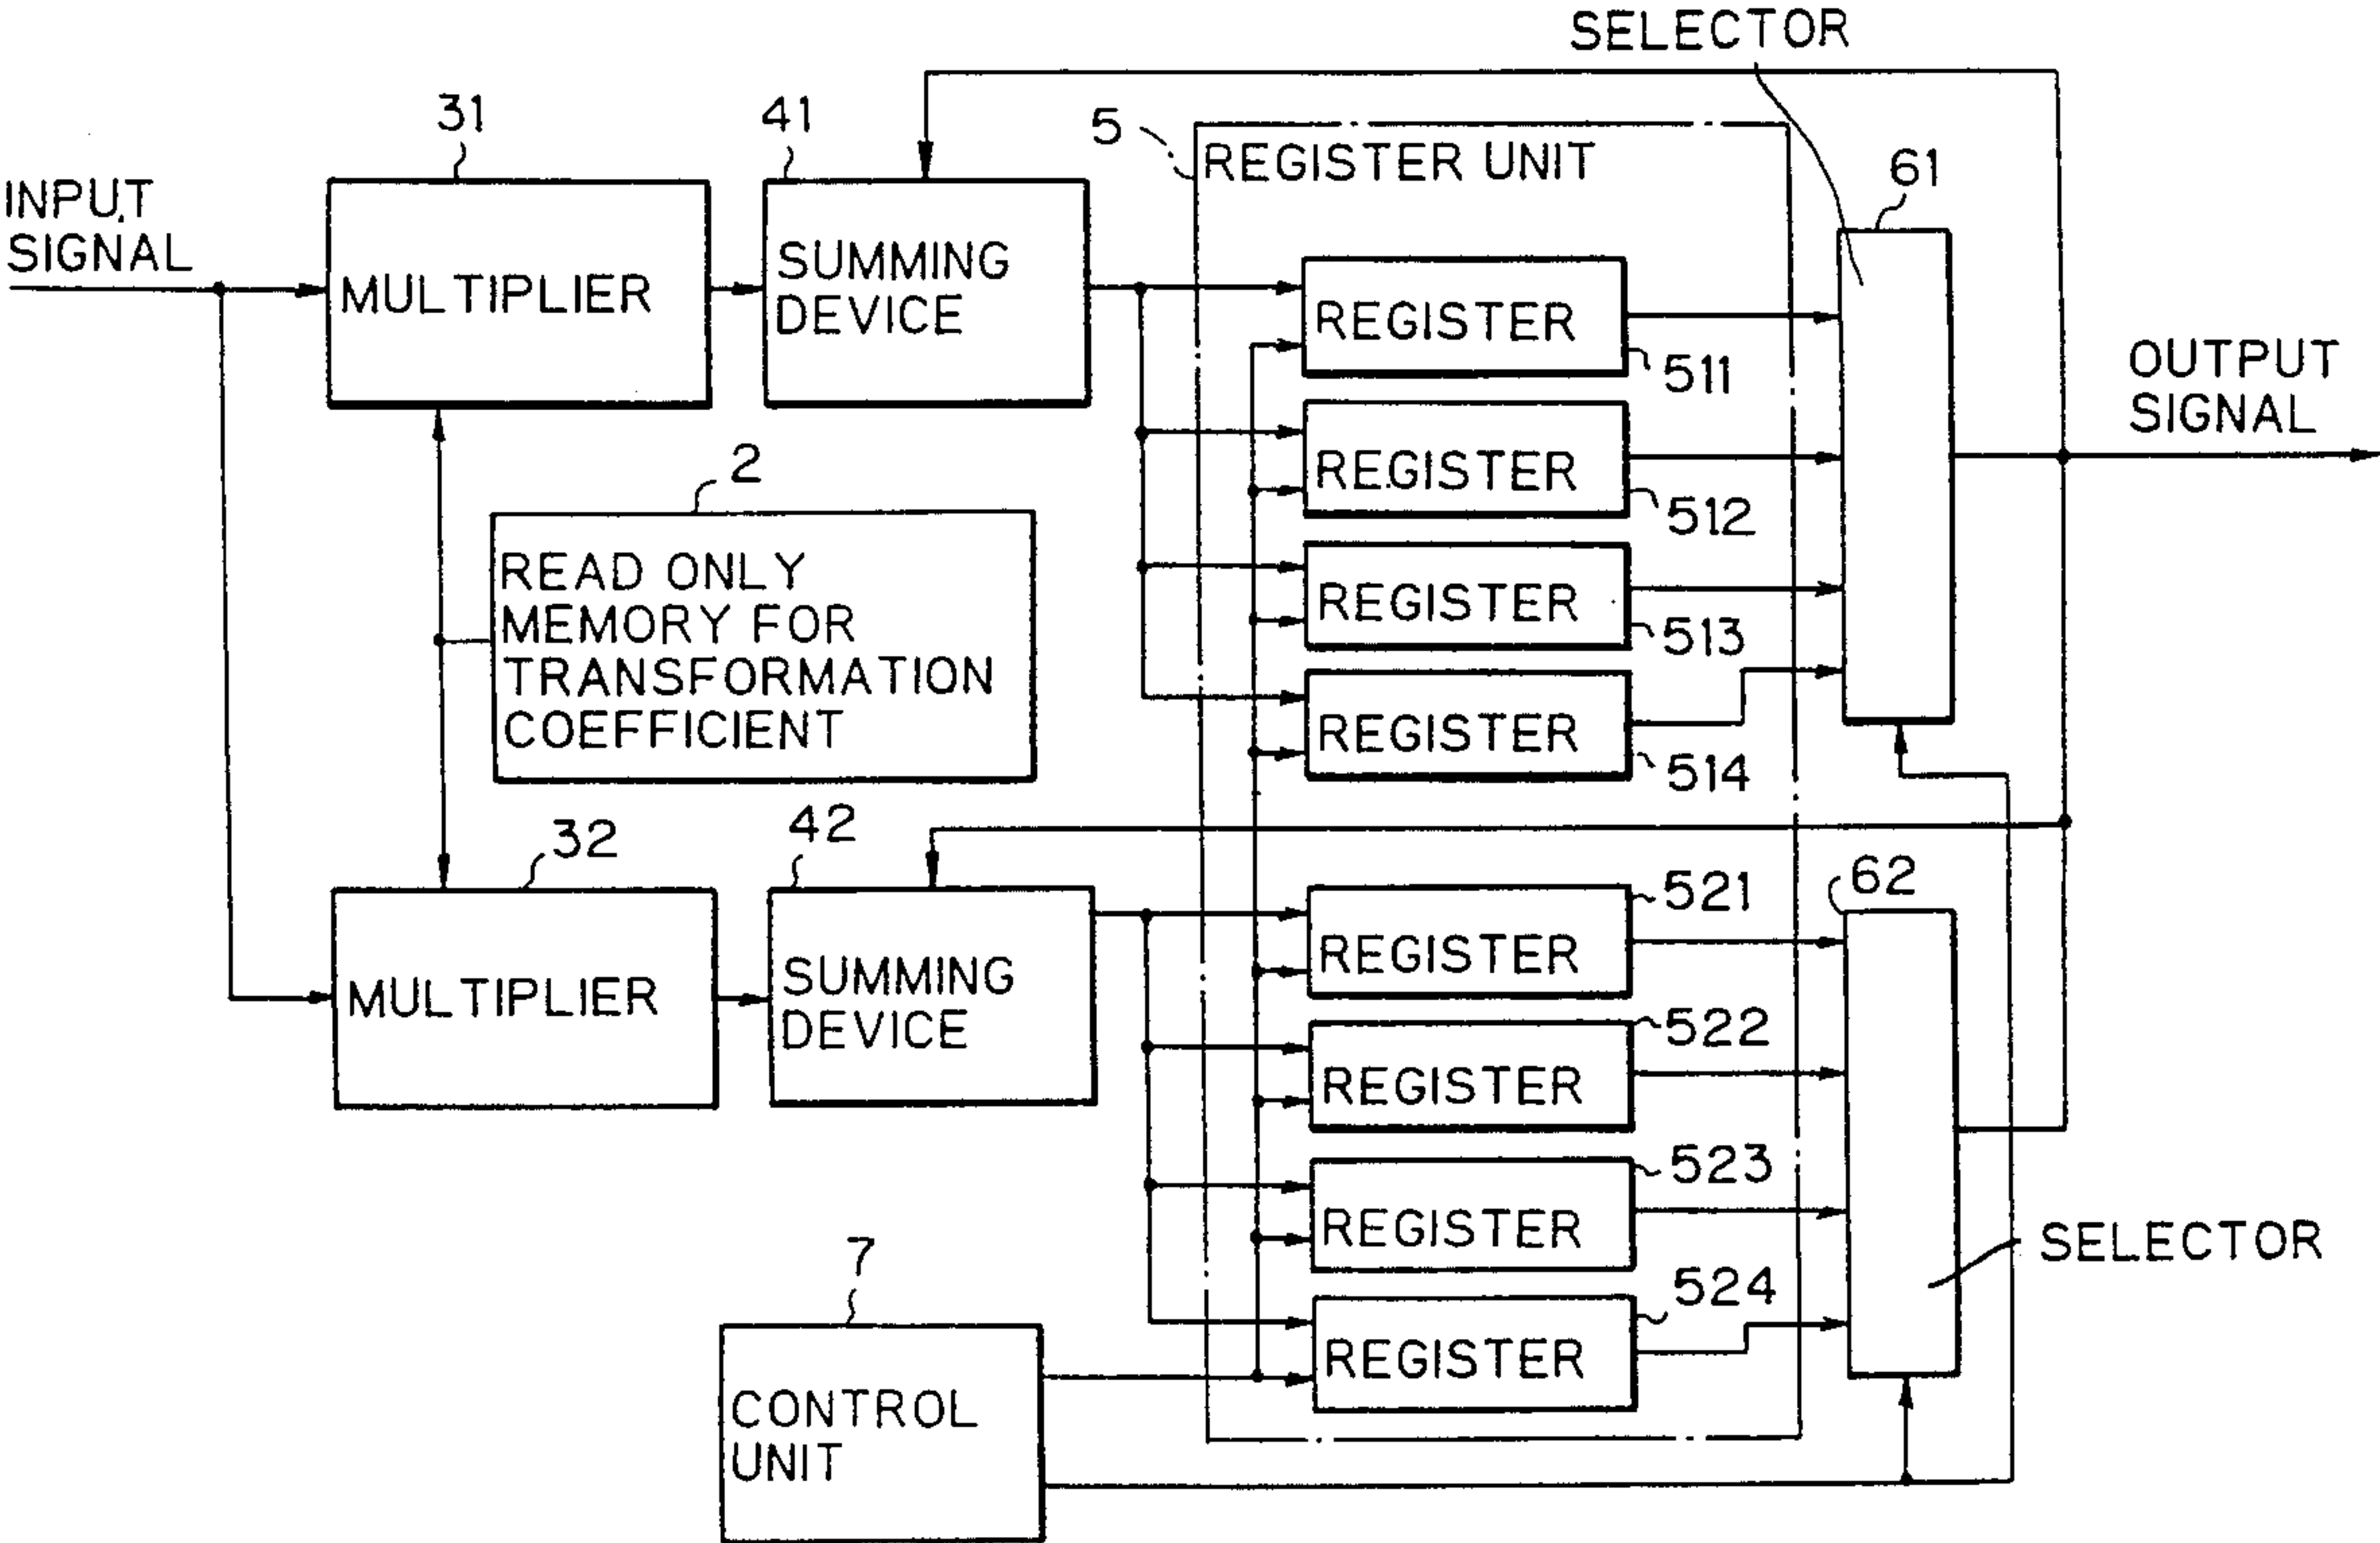 SELECTOR
31
41
5
REGISTER UNIT
61
INPUT
SIGNAL
MULTIPLIER
SUMMING
DEVICE
REGISTER
511
OUTPUT
SIGNAL
REGISTER
512
2
READ ONLY
MEMORY FOR
TRANSFORMATION
COEFFICIENT
REGISTER
513
REGISTER
514
32
42
62
MULTIPLIER
SUMMING
DEVICE
521
REGISTER
522
REGISTER
523
REGISTER
SELECTOR
524
REGISTER
7
CONTROL
UNIT